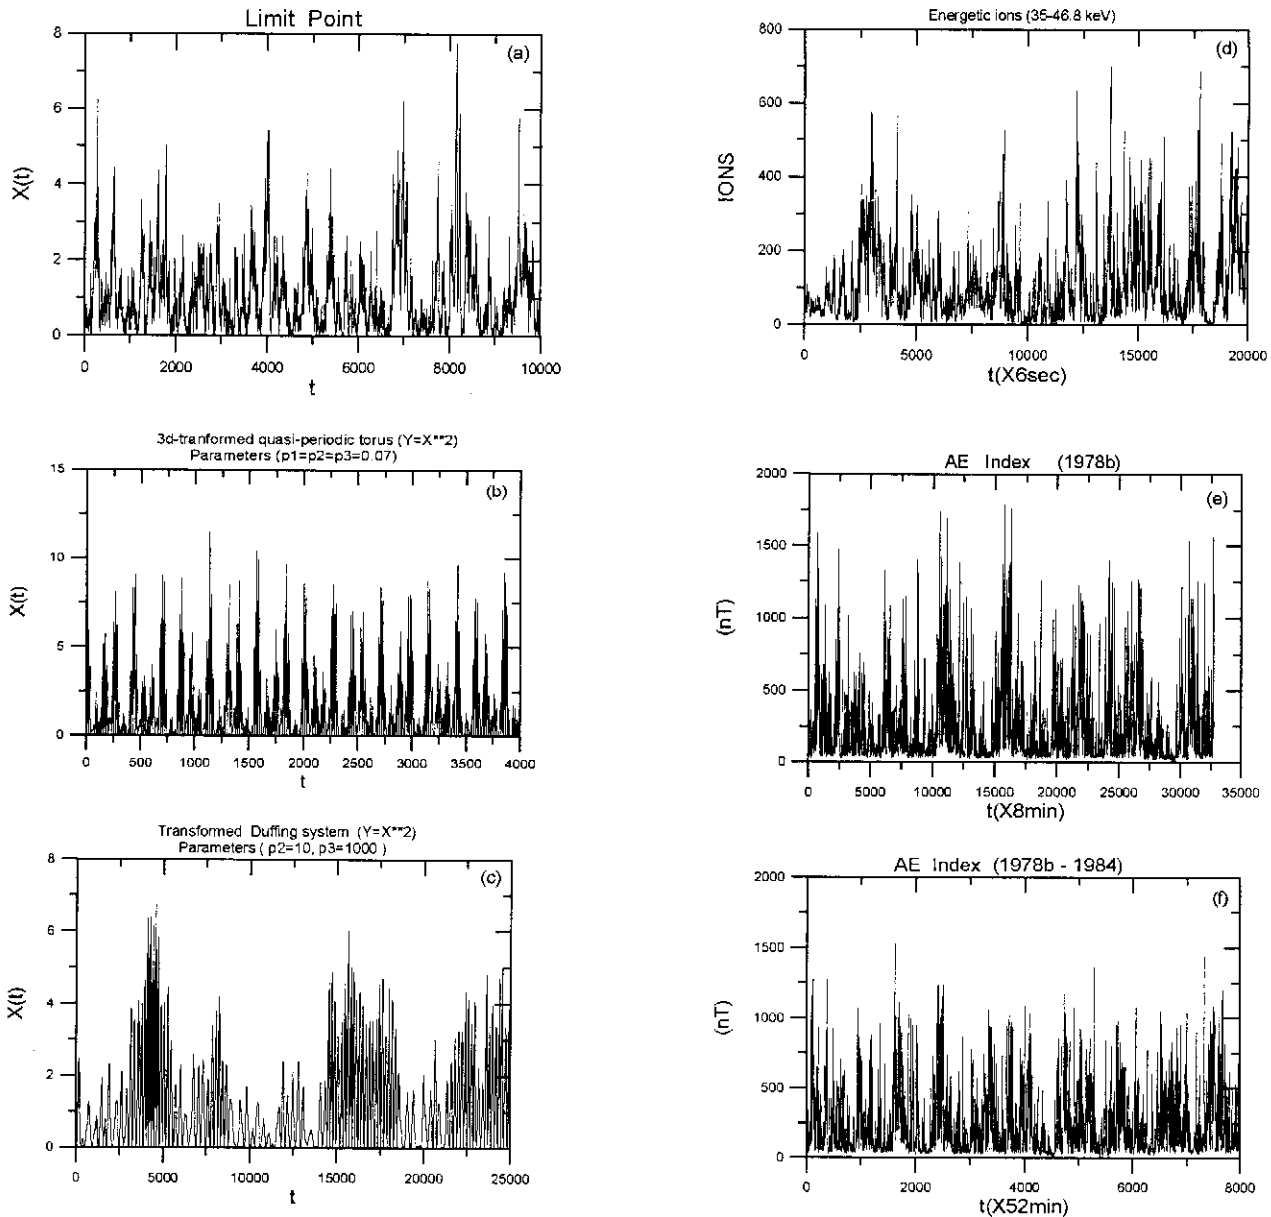 Limit Point
(a)
8
6
4
2
0
X(t)
0 2000 4000 6000 8000 10000
t
3d-tranformed quasi-periodic torus (Y=X**2)
Parameters (p1=p2=p3=0.07)
(b)
15
10
5
0
X(t)
0 500 1000 1500 2000 2500 3000 3500 4000
t
Transformed Duffing system (Y=X**2)
Parameters ( p2=10, p3=1000 )
(c)
8
6
4
2
0
X(t)
0 5000 10000 15000 20000 25000
t
Energetic ions (35-46.8 keV)
(d)
800
600
400
200
0
IONS
0 5000 10000 15000 20000
t(X6sec)
AE Index (1978b)
(e)
2000
1500
1000
500
0
(nT)
0 5000 10000 15000 20000 25000 30000 35000
t(X8min)
AE Index (1978b - 1984)
(f)
2000
1500
1000
500
0
(nT)
0 2000 4000 6000 8000
t(X52min)